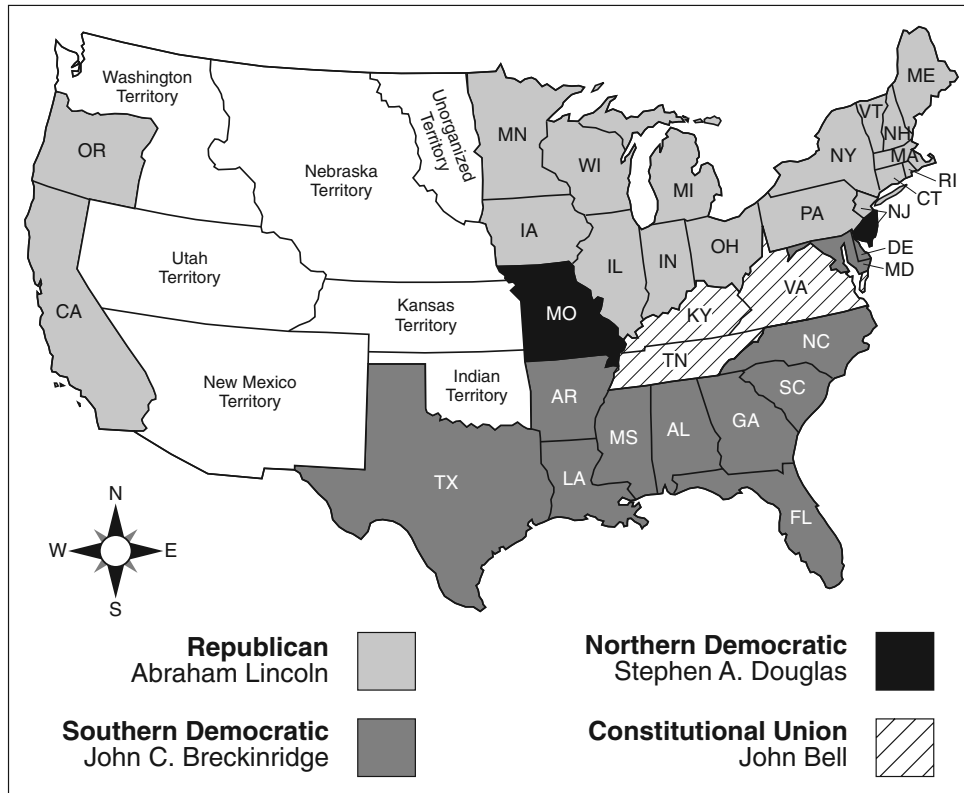 Washington
Territory
OR
CA
Nebraska
Territory
Unorganized
Territory
Utah
Territory
Kansas
Territory
New Mexico
Territory
Indian
Territory
MN
WI
MI
IA
IL
IN
OH
MO
KY
TN
VA
PA
NY
VT
NH
ME
MA
RI
CT
NJ
DE
MD
NC
SC
GA
AL
MS
AR
LA
TX
FL
N
W
E
S
Republican
Abraham Lincoln
Southern Democratic
John C. Breckinridge
Northern Democratic
Stephen A. Douglas
Constitutional Union
John Bell